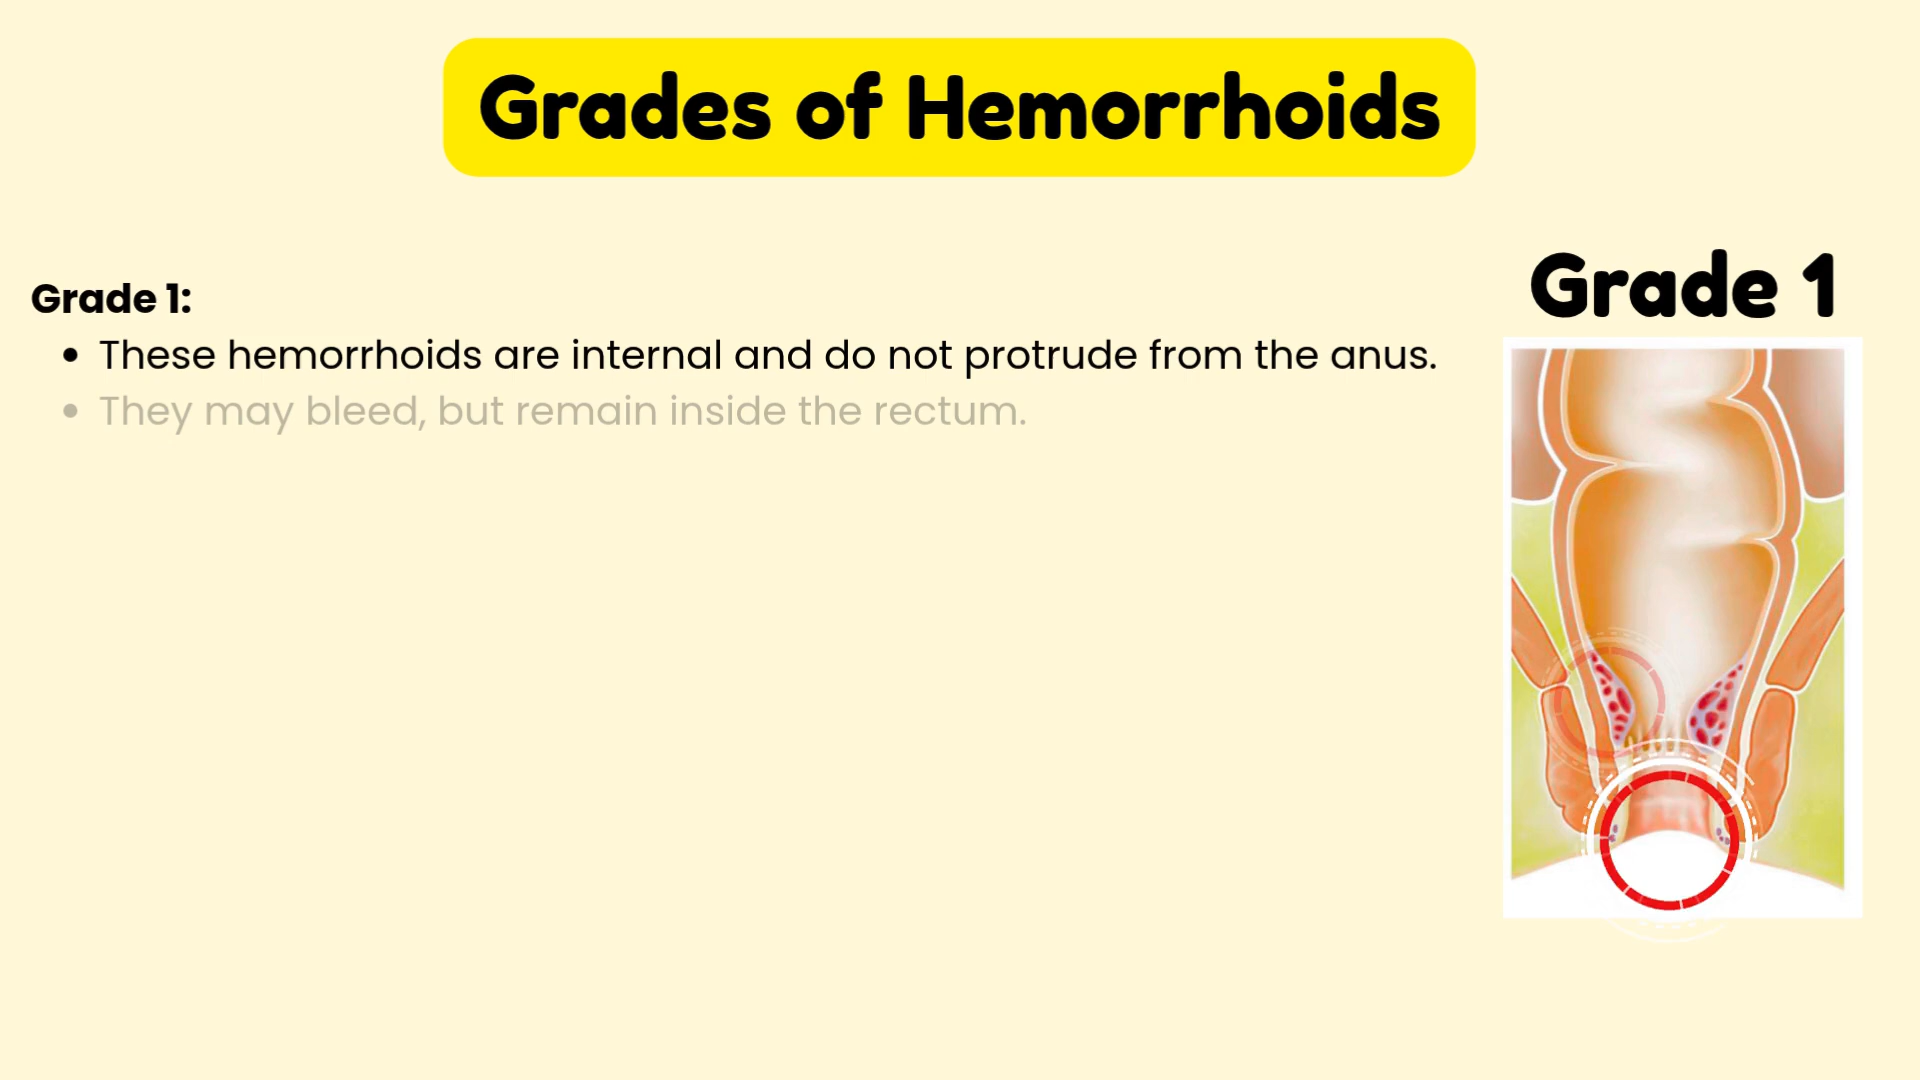 Grades of Hemorrhoids
Grade 1
Grade 1:
• These hemorrhoids are internal and do not protrude from the anus.
• They may bleed, but remain inside the rectum.